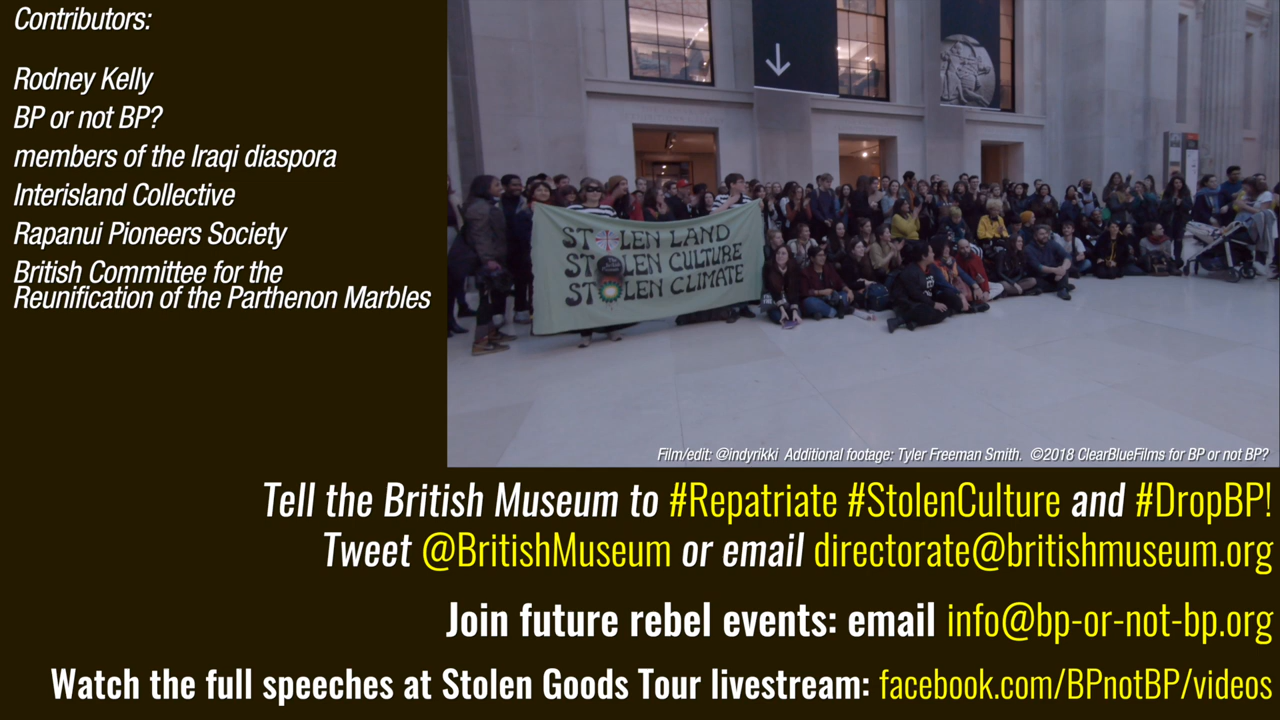 Contributors:
Rodney Kelly
BP or not BP?
members of the Iraqi diaspora
Interisland Collective
Rapanui Pioneers Society
British Committee for the
Reunification of the Parthenon Marbles
STOLEN LAND
STOLEN CULTURE
STOLEN CLIMATE
Film/edit: @indyrikki Additional footage: Tyler Freeman Smith. ©2018 ClearBlueFilms for BP or not BP?
Tell the British Museum to #Repatriate #StolenCulture and #DropBP!
Tweet @BritishMuseum or email directorate@britishmuseum.org
Join future rebel events: email info@bp-or-not-bp.org
Watch the full speeches at Stolen Goods Tour livestream: facebook.com/BPnotBP/videos